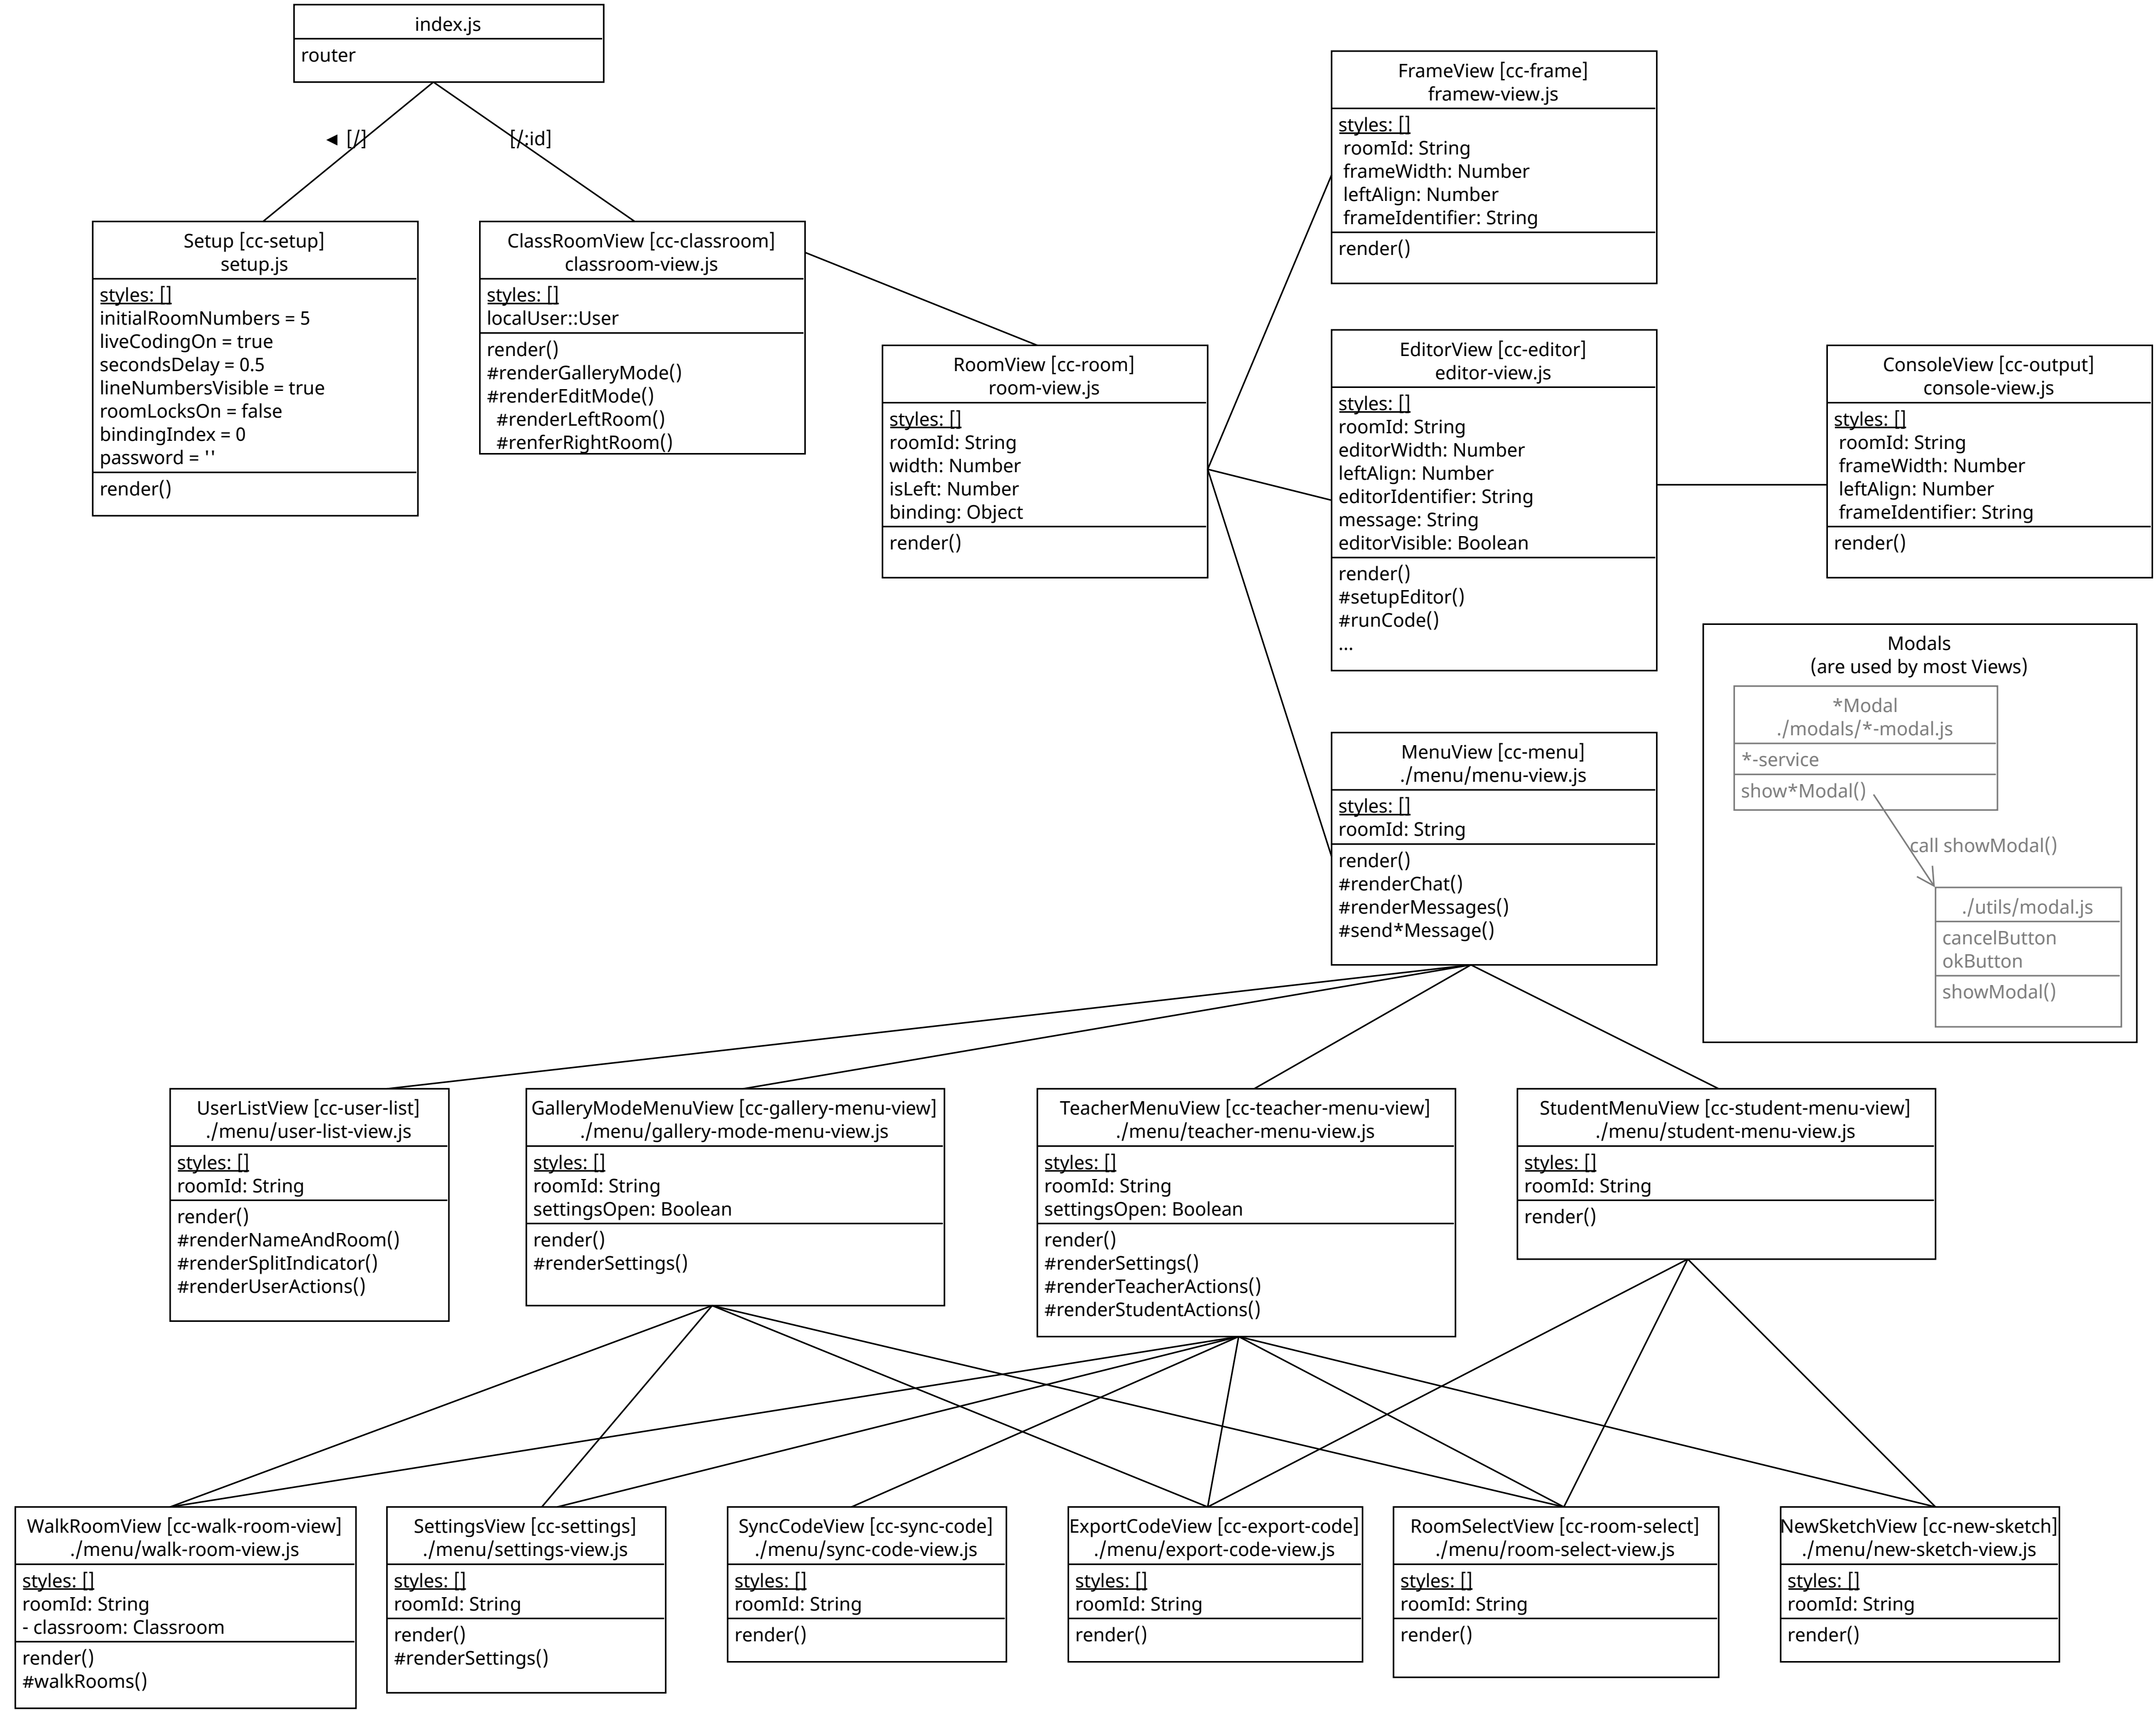 index.js
router
◄ [/]
[/:id]
Setup [cc-setup]
setup.js
styles: []
initialRoomNumbers = 5
liveCodingOn = true
secondsDelay = 0.5
lineNumbersVisible = true
roomLocksOn = false
bindingIndex = 0
password = ''
render()
ClassRoomView [cc-classroom]
classroom-view.js
styles: []
localUser::User
render()
#renderGalleryMode()
#renderEditMode()
#renderLeftRoom()
#renferRightRoom()
RoomView [cc-room]
room-view.js
styles: []
roomId: String
width: Number
isLeft: Number
binding: Object
render()
FrameView [cc-frame]
framew-view.js
styles: []
roomId: String
frameWidth: Number
leftAlign: Number
frameIdentifier: String
render()
EditorView [cc-editor]
editor-view.js
styles: []
roomId: String
editorWidth: Number
leftAlign: Number
editorIdentifier: String
message: String
editorVisible: Boolean
render()
#setupEditor()
#runCode()
...
ConsoleView [cc-output]
console-view.js
styles: []
roomId: String
frameWidth: Number
leftAlign: Number
frameIdentifier: String
render()
Modals
(are used by most Views)
*Modal
./modals/*-modal.js
*-service
show*Modal()
call showModal()
./utils/modal.js
cancelButton
okButton
showModal()
MenuView [cc-menu]
./menu/menu-view.js
styles: []
roomId: String
render()
#renderChat()
#renderMessages()
#send*Message()
UserListView [cc-user-list]
./menu/user-list-view.js
styles: []
roomId: String
render()
#renderNameAndRoom()
#renderSplitIndicator()
#renderUserActions()
GalleryModeMenuView [cc-gallery-menu-view]
./menu/gallery-mode-menu-view.js
styles: []
roomId: String
settingsOpen: Boolean
render()
#renderSettings()
TeacherMenuView [cc-teacher-menu-view]
./menu/teacher-menu-view.js
styles: []
roomId: String
settingsOpen: Boolean
render()
#renderSettings()
#renderTeacherActions()
#renderStudentActions()
StudentMenuView [cc-student-menu-view]
./menu/student-menu-view.js
styles: []
roomId: String
render()
WalkRoomView [cc-walk-room-view]
./menu/walk-room-view.js
styles: []
roomId: String
- classroom: Classroom
render()
#walkRooms()
SettingsView [cc-settings]
./menu/settings-view.js
styles: []
roomId: String
render()
#renderSettings()
SyncCodeView [cc-sync-code]
./menu/sync-code-view.js
styles: []
roomId: String
render()
ExportCodeView [cc-export-code]
./menu/export-code-view.js
styles: []
roomId: String
render()
RoomSelectView [cc-room-select]
./menu/room-select-view.js
styles: []
roomId: String
render()
NewSketchView [cc-new-sketch]
./menu/new-sketch-view.js
styles: []
roomId: String
render()